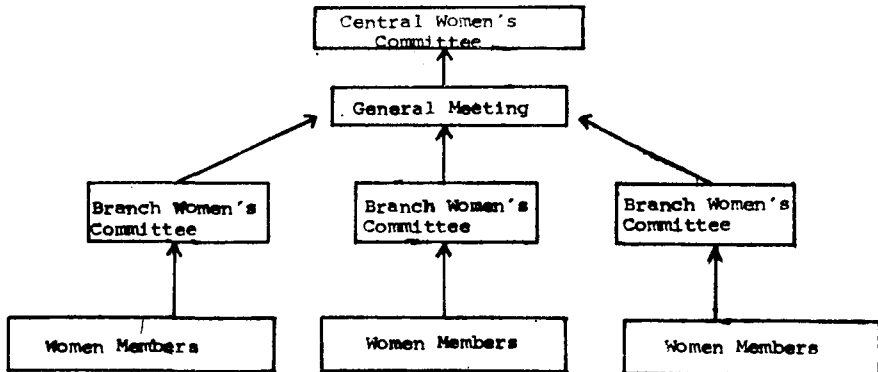 Central Women's
Committee
General Meeting
Branch Women's
Committee
Branch Women's
Committee
Branch Women's
Committee
Women Members
Women Members
Women Members